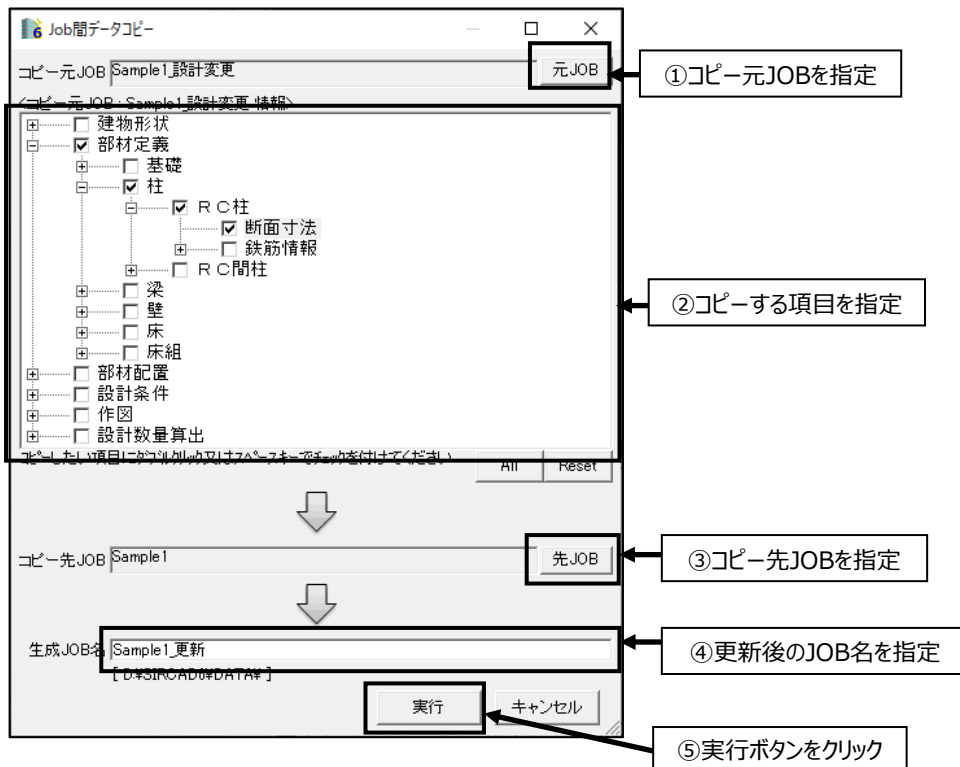 Job間データコピー
コピー元JOB Sample1_設計変更 元JOB
①コピー元JOBを指定
<コピー元JOB : Sample1_設計変更 情報>
建物形状
部材定義
基礎
柱
RC柱
断面寸法
鉄筋情報
RC間柱
梁
壁
床
床組
部材配置
設計条件
作図
設計数量算出
②コピーする項目を指定
コピーしたい項目にダブルクリック又はスペースキーでチェックを付けてください All Reset
コピー先JOB Sample1 先JOB
③コピー先JOBを指定
生成JOB名 Sample1_更新
④更新後のJOB名を指定
[ D:¥SIRCAD6¥DATA¥ ]
実行 キャンセル
⑤実行ボタンをクリック